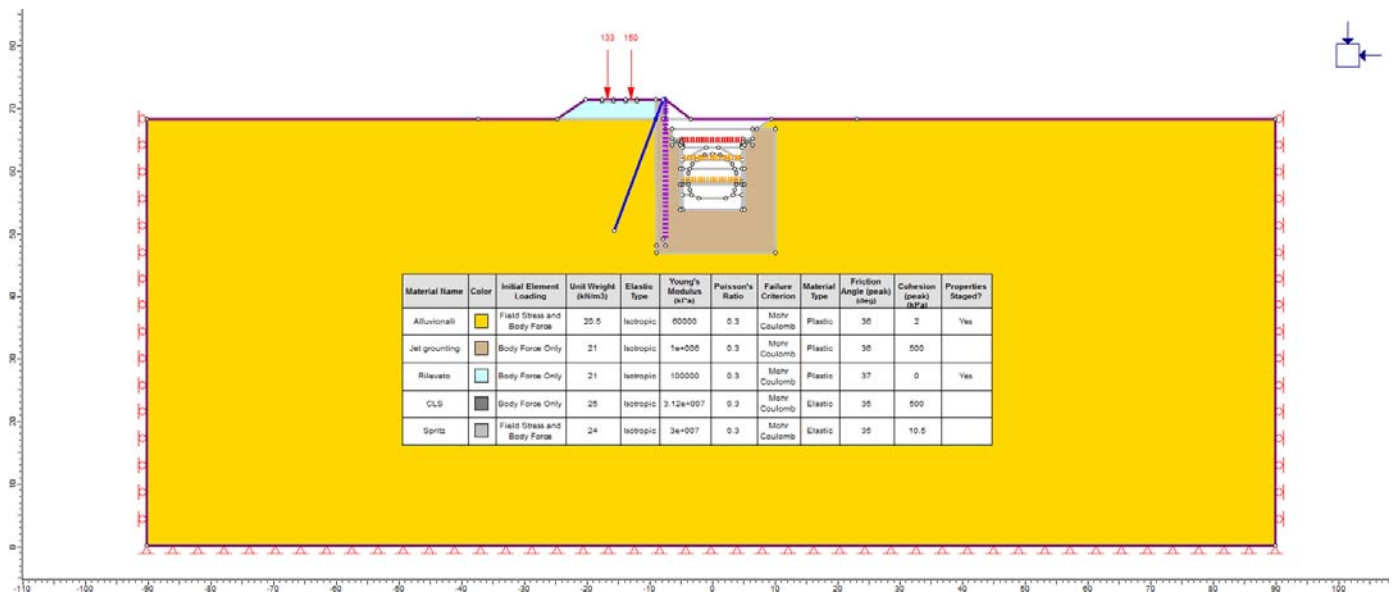 133 150
80
70
60
50
40
30
20
10
0
Material Name Color Initial Element Loading Unit Weight (kN/m3) Elastic Type Young's Modulus (kPa) Poisson's Ratio Failure Criterion Material Type Friction Angle (peak) (deg) Cohesion (peak) (kPa) Properties Staged?
Alluvionali Field Stress and Body Force 20.5 Isotropic 60000 0.3 Mohr Coulomb Plastic 36 2 Yes
Jet grounting Body Force Only 21 Isotropic 1e+006 0.3 Mohr Coulomb Plastic 36 500
Rilevato Body Force Only 21 Isotropic 100000 0.3 Mohr Coulomb Plastic 37 0 Yes
CLS Body Force Only 25 Isotropic 3.12e+007 0.3 Mohr Coulomb Elastic 35 500
Spritz Field Stress and Body Force 24 Isotropic 3e+007 0.3 Mohr Coulomb Elastic 35 10.5
-110 -100 -90 -80 -70 -60 -50 -40 -30 -20 -10 0 10 20 30 40 50 60 70 80 90 100